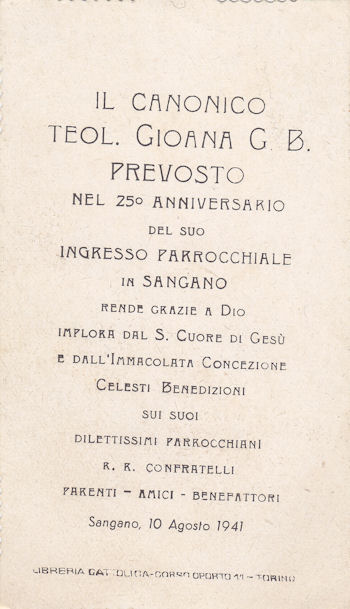 IL CANONICO
TEOL. GIOANA G. B.
PREVOSTO
NEL 25º ANNIVERSARIO
DEL SUO
INGRESSO PARROCCHIALE
IN SANGANO
RENDE GRAZIE A DIO
IMPLORA DAL S. CUORE DI GESÙ
E DALL'IMMACOLATA CONCEZIONE
CELESTI BENEDIZIONI
SUI SUOI
DILETTISSIMI PARROCCHIANI
R. R. CONFRATELLI
PARENTI - AMICI - BENEFATTORI
Sangano, 10 Agosto 1941
LIBRERIA CATTOLICA-CORSO OPORTO 11 - TORINO